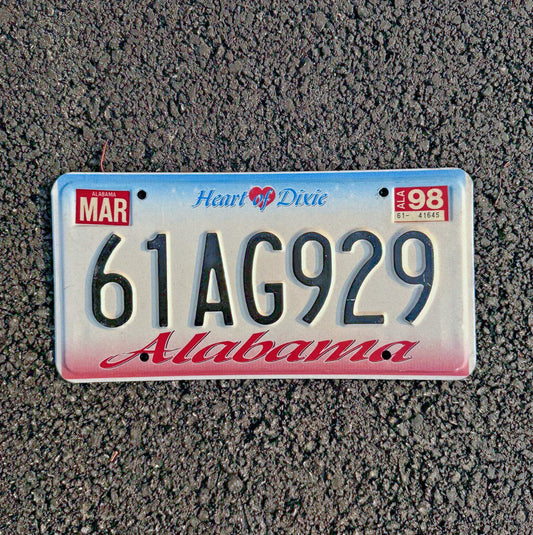 ALABAMA
MAR
Heart of Dixie
ALA 98
61- 41645
61AG929
Alabama